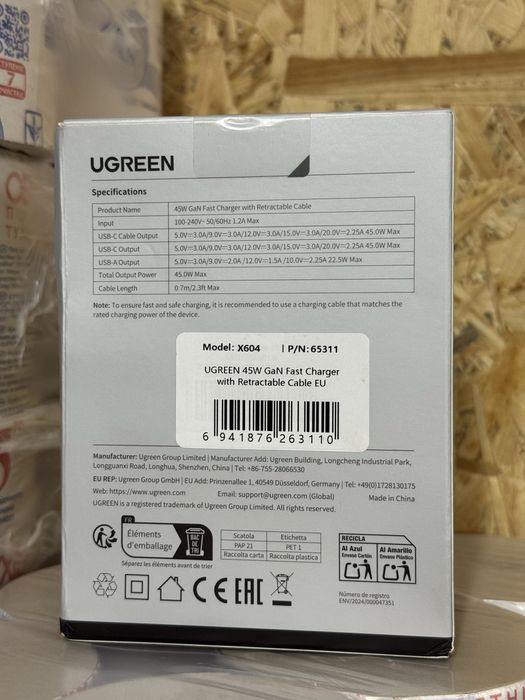 УПЕНЕЙ
7
ОЧИСТКИ
UGREEN
Specifications
Product Name 45W GaN Fast Charger with Retractable Cable
Input 100-240V~ 50/60Hz 1.2A Max
USB-C Cable Output 5.0V⎓3.0A/9.0V⎓3.0A/12.0V⎓3.0A/15.0V⎓3.0A/20.0V⎓2.25A 45.0W Max
USB-C Output 5.0V⎓3.0A/9.0V⎓3.0A/12.0V⎓3.0A/15.0V⎓3.0A/20.0V⎓2.25A 45.0W Max
USB-A Output 5.0V⎓3.0A/9.0V⎓2.0A /12.0V⎓1.5A /10.0V⎓2.25A 22.5W Max
Total Output Power 45.0W Max
Cable Length 0.7m/2.3ft Max
Note: To ensure fast and safe charging, it is recommended to use a charging cable that matches the
rated charging power of the device.
Model: X604 | P/N: 65311
UGREEN 45W GaN Fast Charger
with Retractable Cable EU
6 941876 263110
Manufacturer: Ugreen Group Limited | Manufacturer Add: Ugreen Building, Longcheng Industrial Park,
Longguanxi Road, Longhua, Shenzhen, China | Tel: +86-755-28066530
EU REP: Ugreen Group GmbH | EU Add: Prinzenallee 1, 40549 Düsseldorf, Germany | Tel: +49(0)1728130175
Web: https://www.ugreen.com Email: support@ugreen.com (Global) Made in China
UGREEN is a registered trademark of Ugreen Group Limited. All rights reserved.
FR
Éléments
d'emballage
BAC
DE
TRI
Séparez les éléments avant de trier
Scatola Etichetta
PAP 21 PET 1
Raccolta carta Raccolta plastica
RECICLA
Al Azul Al Amarillo
Envase Cartón Envase Plástico
CE EAC
Número de registro
ENV/2024/000047351